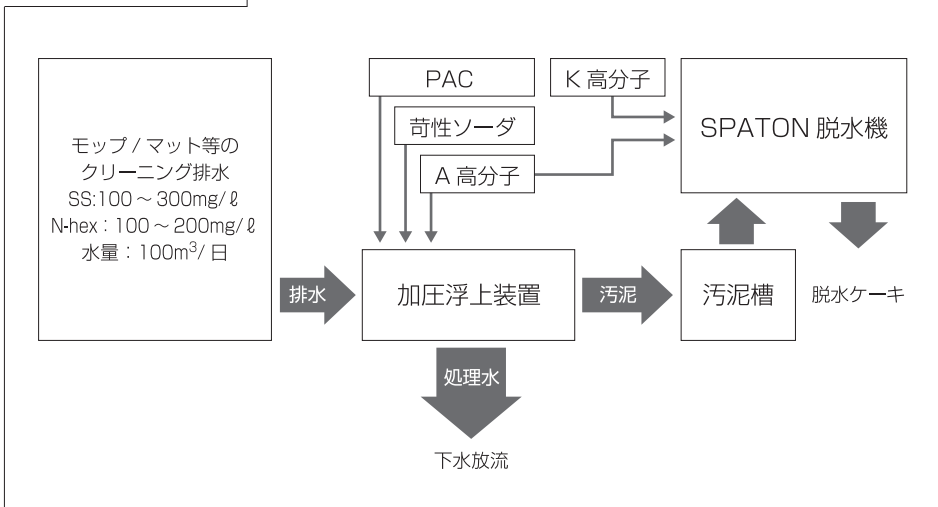 モップ / マット等の
クリーニング排水
SS:100～300mg/ℓ
N-hex：100～200mg/ℓ
水量：100m³/ 日
排水
PAC
苛性ソーダ
A 高分子
K 高分子
加圧浮上装置
処理水
下水放流
汚泥
汚泥槽
SPATON 脱水機
脱水ケーキ